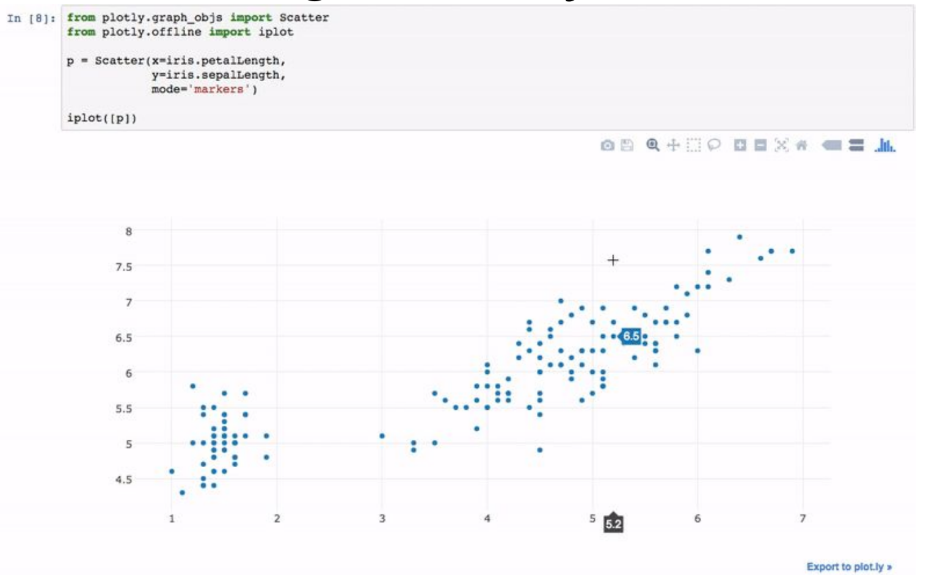 In [8]:
from plotly.graph_objs import Scatter
from plotly.offline import iplot
p = Scatter(x=iris.petalLength,
y=iris.sepalLength,
mode='markers')
iplot([p])
8
7.5
7
6.5
6.5
6
5.5
5
4.5
1
2
3
4
5
5.2
6
7
Export to plot.ly »